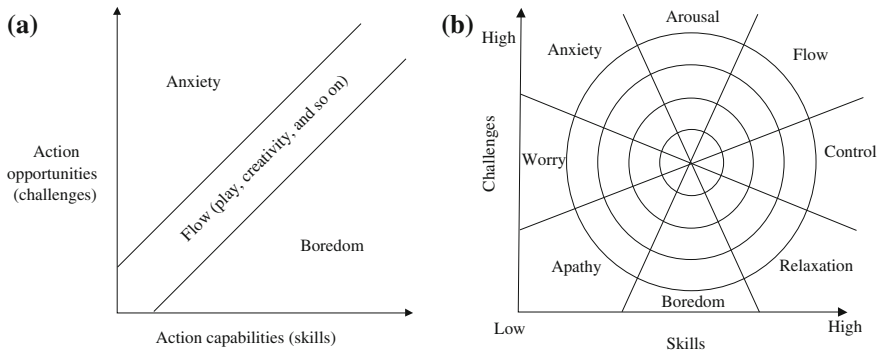 (a)
Anxiety
Flow (play, creativity, and so on)
Boredom
Action
opportunities
(challenges)
Action capabilities (skills)
(b)
High
Challenges
Low
Skills
High
Arousal
Anxiety
Flow
Worry
Control
Apathy
Relaxation
Boredom